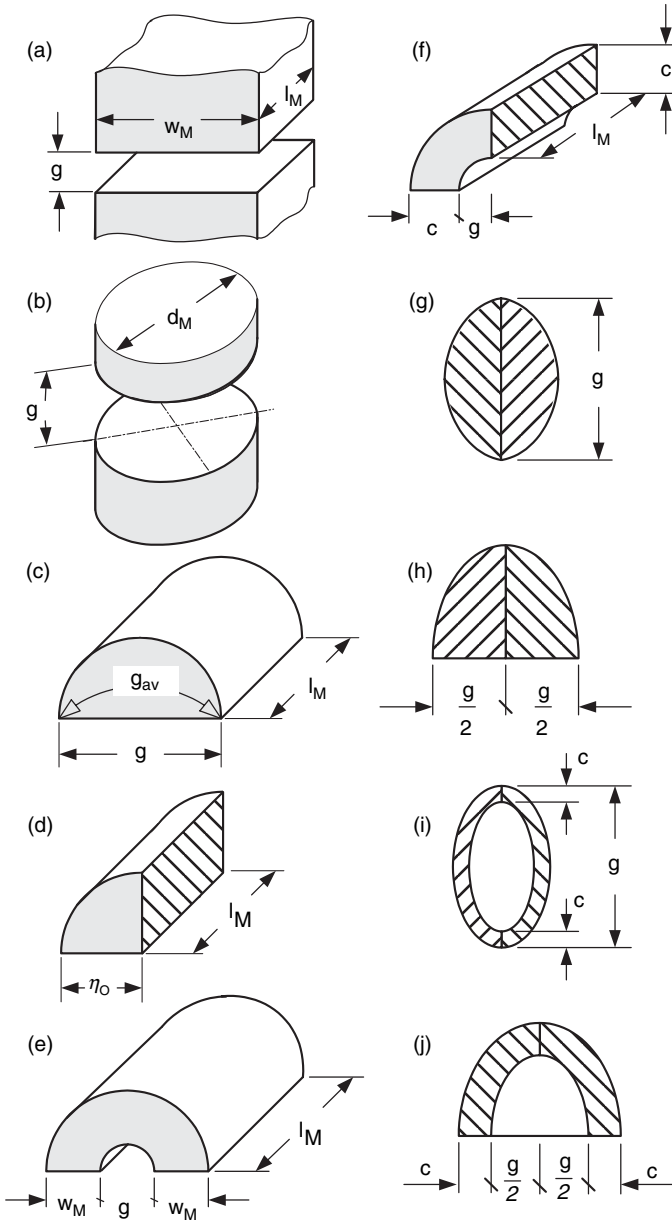 (a)
w_M
l_M
g
(b)
d_M
g
(c)
g_av
l_M
g
(d)
l_M
η_O
(e)
l_M
w_M g w_M
(f)
c
l_M
c g
(g)
g
(h)
g/2 g/2
(i)
c
g
c
(j)
c g/2 g/2 c